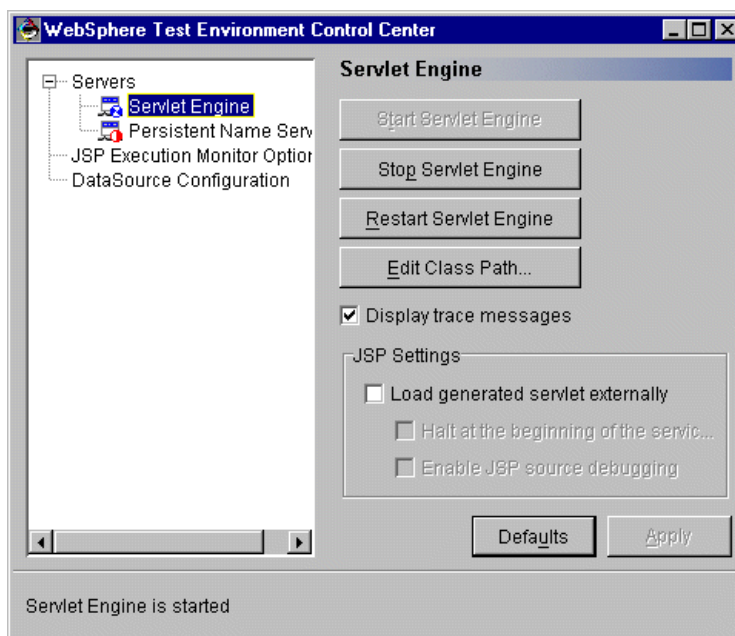 WebSphere Test Environment Control Center
Servers
Servlet Engine
Persistent Name Serv
JSP Execution Monitor Option
DataSource Configuration
Servlet Engine
Start Servlet Engine
Stop Servlet Engine
Restart Servlet Engine
Edit Class Path...
Display trace messages
JSP Settings
Load generated servlet externally
Halt at the beginning of the servic...
Enable JSP source debugging
Defaults
Apply
Servlet Engine is started